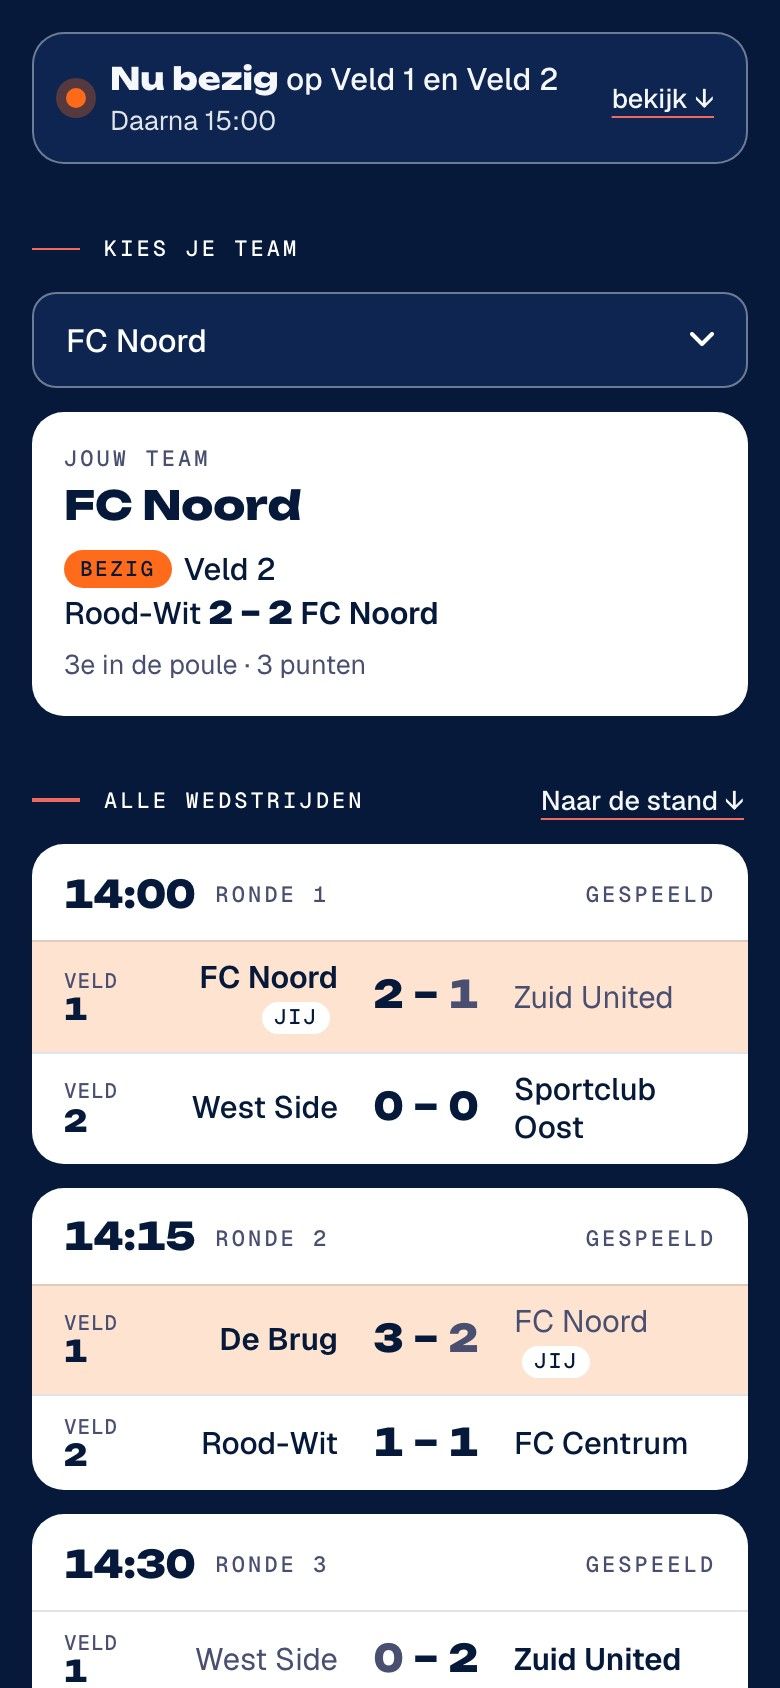 Nu bezig op Veld 1 en Veld 2
Daarna 15:00
bekijk ↓
KIES JE TEAM
FC Noord
JOUW TEAM
FC Noord
BEZIG Veld 2
Rood-Wit 2 – 2 FC Noord
3e in de poule · 3 punten
ALLE WEDSTRIJDEN
Naar de stand ↓
14:00 RONDE 1 GESPEELD
VELD
1
FC Noord
JIJ
2 – 1
Zuid United
VELD
2
West Side
0 – 0
Sportclub
Oost
14:15 RONDE 2 GESPEELD
VELD
1
De Brug
3 – 2
FC Noord
JIJ
VELD
2
Rood-Wit
1 – 1
FC Centrum
14:30 RONDE 3 GESPEELD
VELD
1
West Side
0 – 2
Zuid United